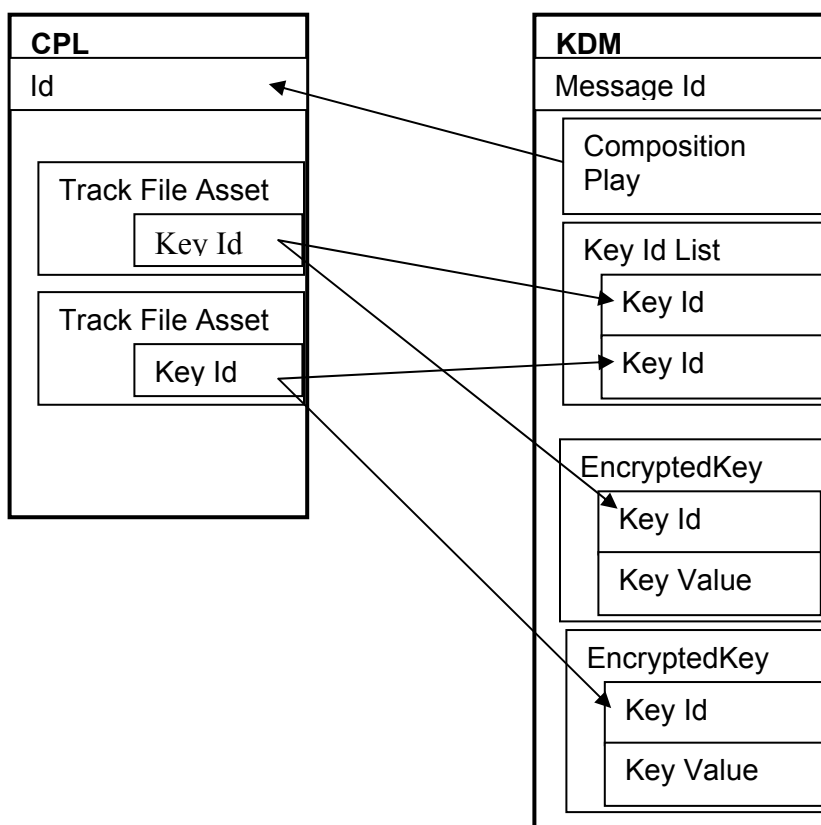 CPL
Id
Track File Asset
Key Id
Track File Asset
Key Id
KDM
Message Id
Composition
Play
Key Id List
Key Id
Key Id
EncryptedKey
Key Id
Key Value
EncryptedKey
Key Id
Key Value